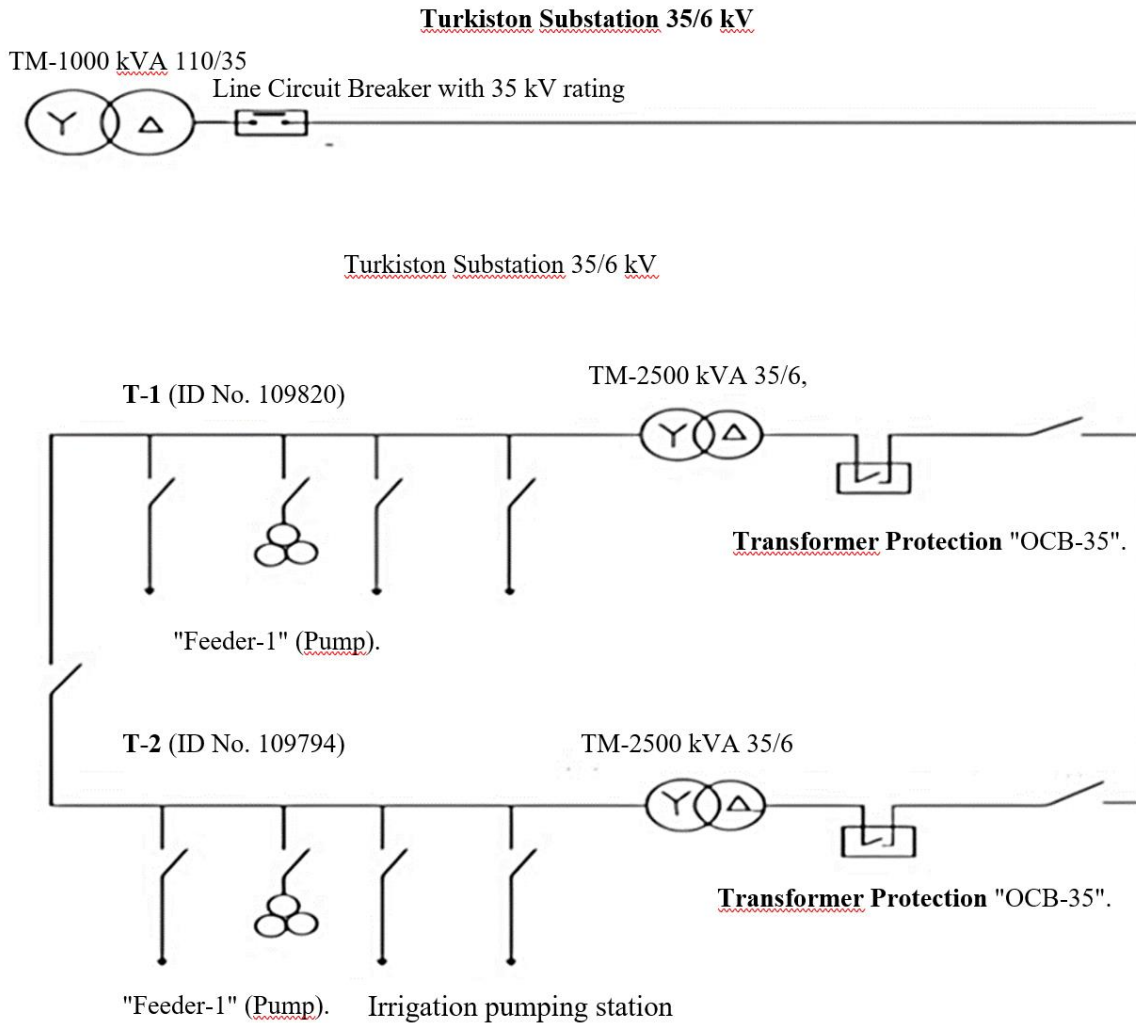 Turkiston Substation 35/6 kV
TM-1000 kVA 110/35
Line Circuit Breaker with 35 kV rating
Turkiston Substation 35/6 kV
TM-2500 kVA 35/6,
T-1 (ID No. 109820)
Transformer Protection "OCB-35".
"Feeder-1" (Pump).
T-2 (ID No. 109794)
TM-2500 kVA 35/6
Transformer Protection "OCB-35".
"Feeder-1" (Pump).
Irrigation pumping station